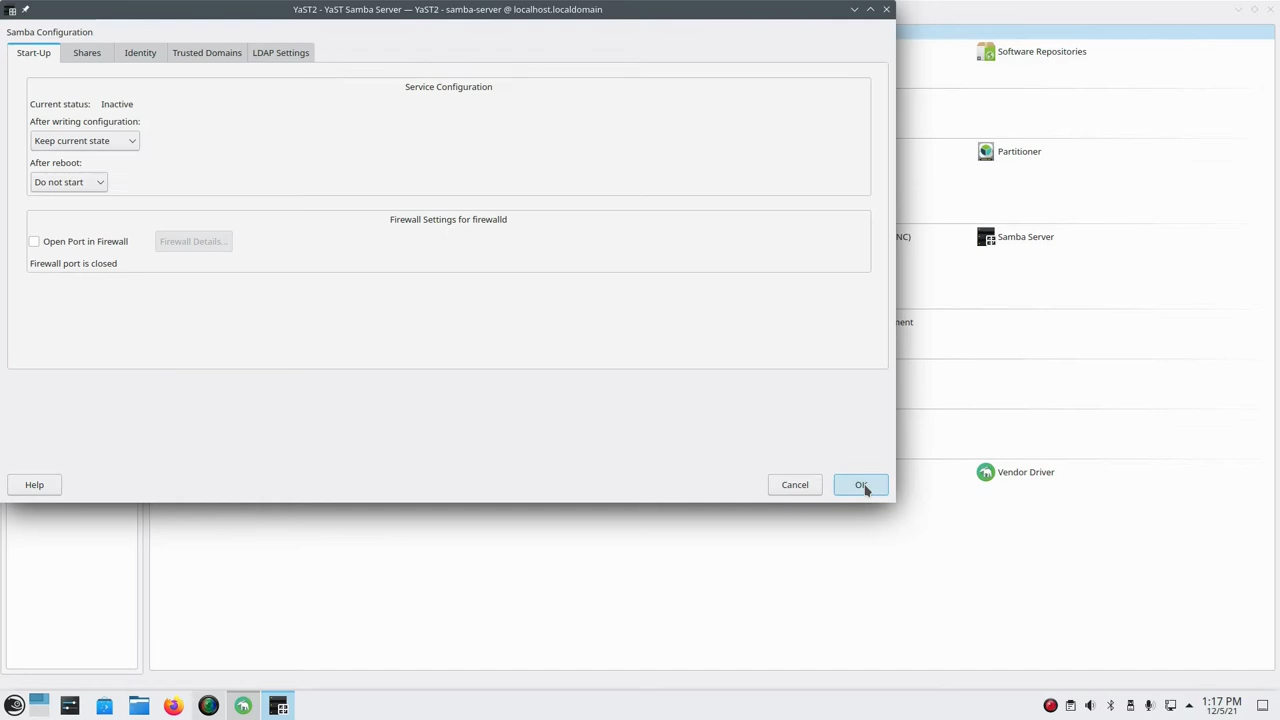 YaST2 - YaST Samba Server — YaST2 - samba-server @ localhost.localdomain
Samba Configuration
Start-Up Shares Identity Trusted Domains LDAP Settings
Service Configuration
Current status: Inactive
After writing configuration:
Keep current state
After reboot:
Do not start
Firewall Settings for firewalld
Open Port in Firewall Firewall Details...
Firewall port is closed
Help Cancel OK
Software Repositories
Partitioner
NC) Samba Server
ment
Vendor Driver
1:17 PM
12/5/21